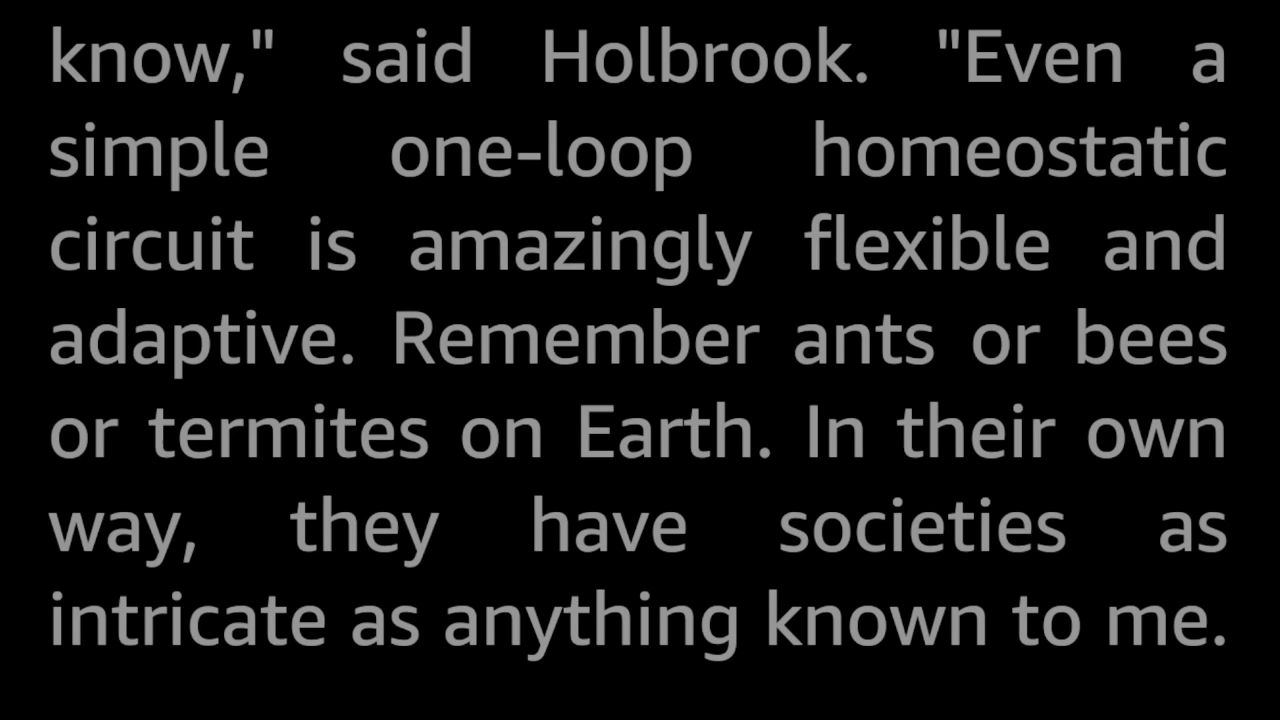 know," said Holbrook. "Even a
simple one-loop homeostatic
circuit is amazingly flexible and
adaptive. Remember ants or bees
or termites on Earth. In their own
way, they have societies as
intricate as anything known to me.